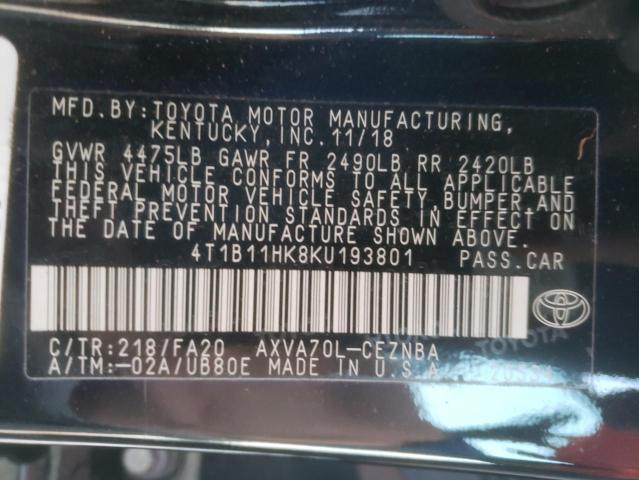 MFD.BY:TOYOTA MOTOR MANUFACTURING,
KENTUCKY, INC. 11/18
GVWR 4475LB GAWR FR 2490LB RR 2420LB
THIS VEHICLE CONFORMS TO ALL APPLICABLE
FEDERAL MOTOR VEHICLE SAFETY, BUMPER, AND
THEFT PREVENTION STANDARDS IN EFFECT ON
THE DATE OF MANUFACTURE SHOWN ABOVE.
4T1B11HK8KU193801 PASS.CAR
C/TR:218/FA20 AXVA70L-CEZNBA
A/TM:-02A/UB80E MADE IN U.S.A.
TOYOTA